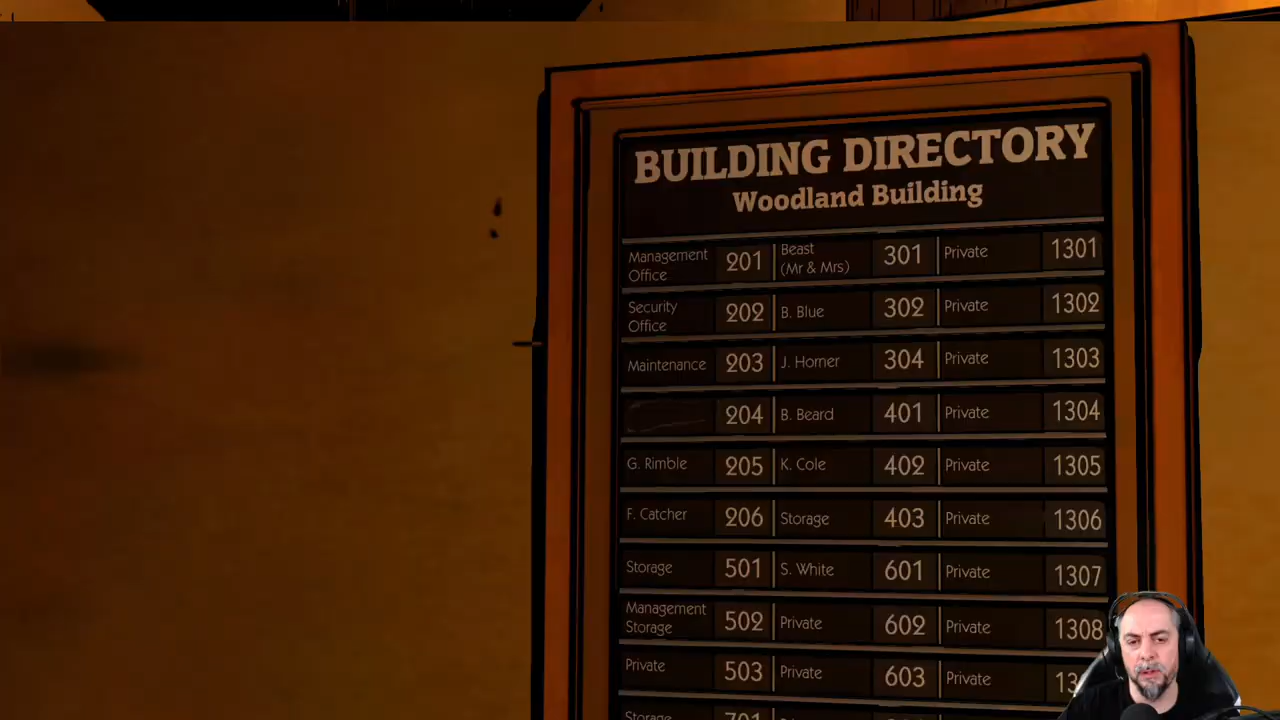 BUILDING DIRECTORY
Woodland Building
Management Office 201 Beast (Mr & Mrs) 301 Private 1301
Security Office 202 B. Blue 302 Private 1302
Maintenance 203 J. Horner 304 Private 1303
204 B. Beard 401 Private 1304
G. Rimble 205 K. Cole 402 Private 1305
F. Catcher 206 Storage 403 Private 1306
Storage 501 S. White 601 Private 1307
Management Storage 502 Private 602 Private 1308
Private 503 Private 603 Private
Storage 701